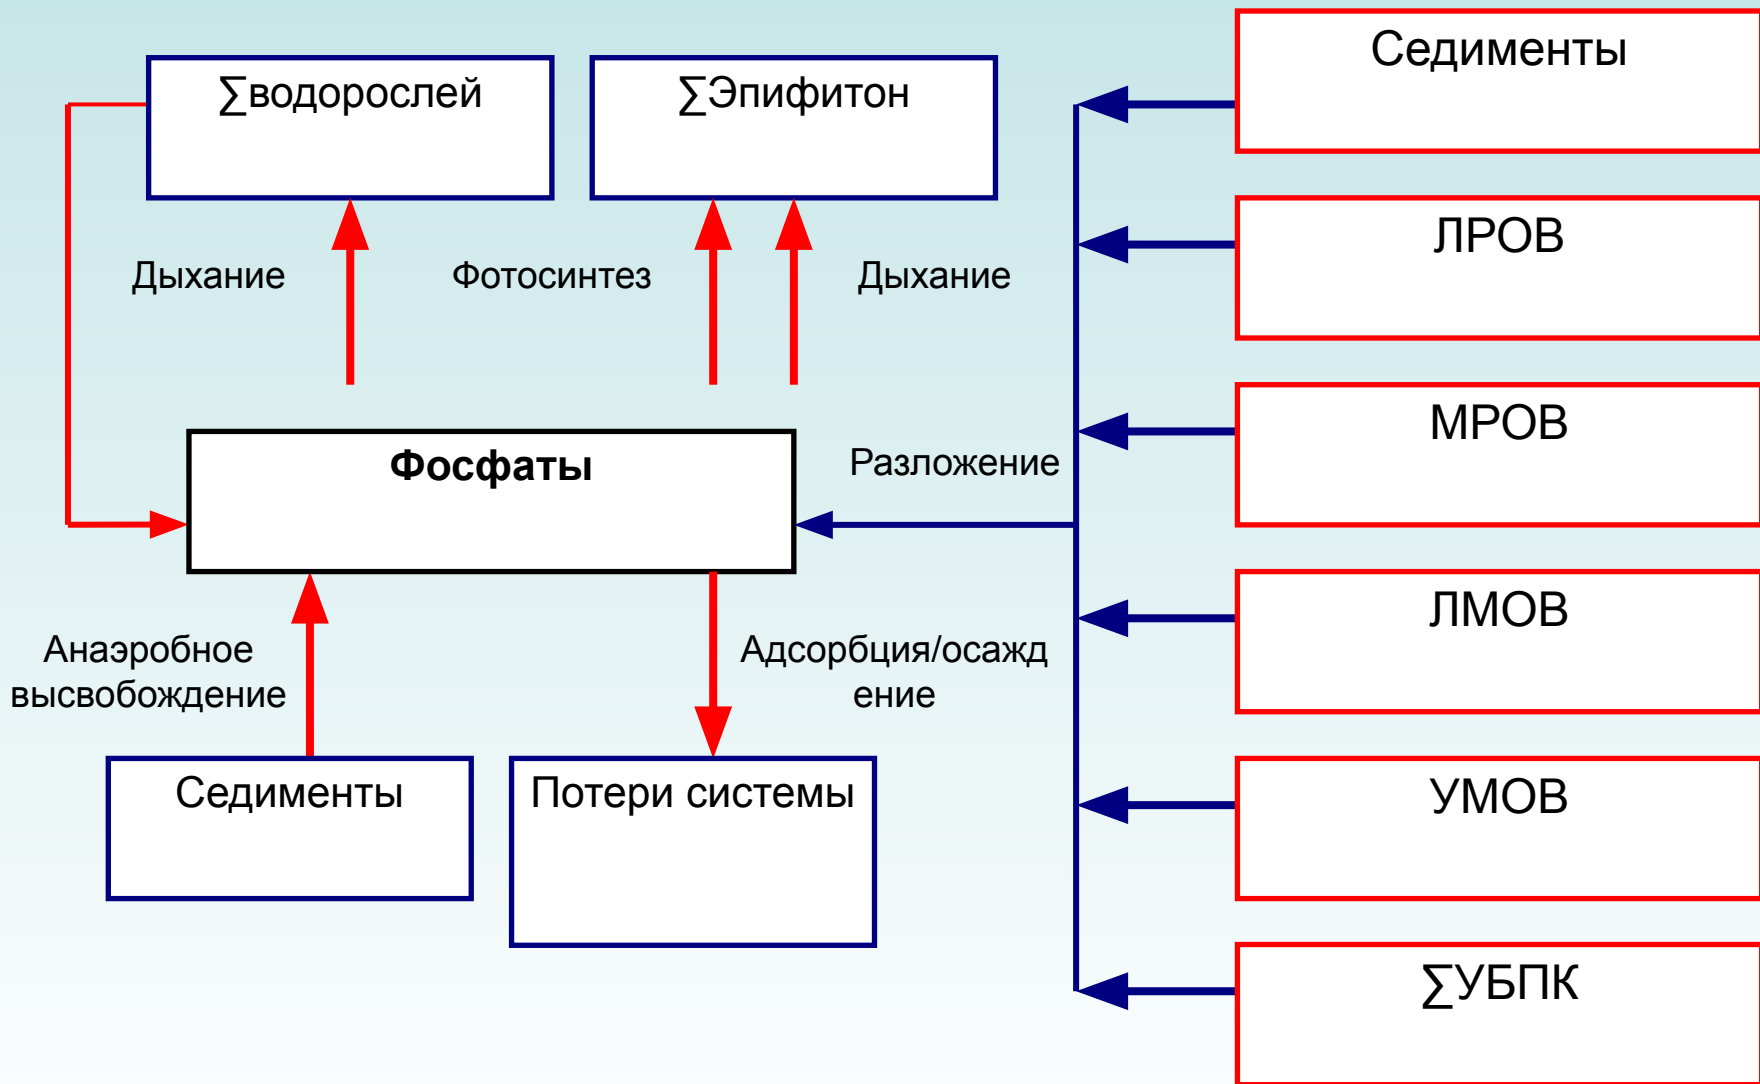 Седименты
∑водорослей
∑Эпифитон
ЛРОВ
Дыхание
Фотосинтез
Дыхание
МРОВ
Фосфаты
Разложение
ЛМОВ
Анаэробное
высвобождение
Адсорбция/осажд
ение
Седименты
Потери системы
УМОВ
∑УБПК